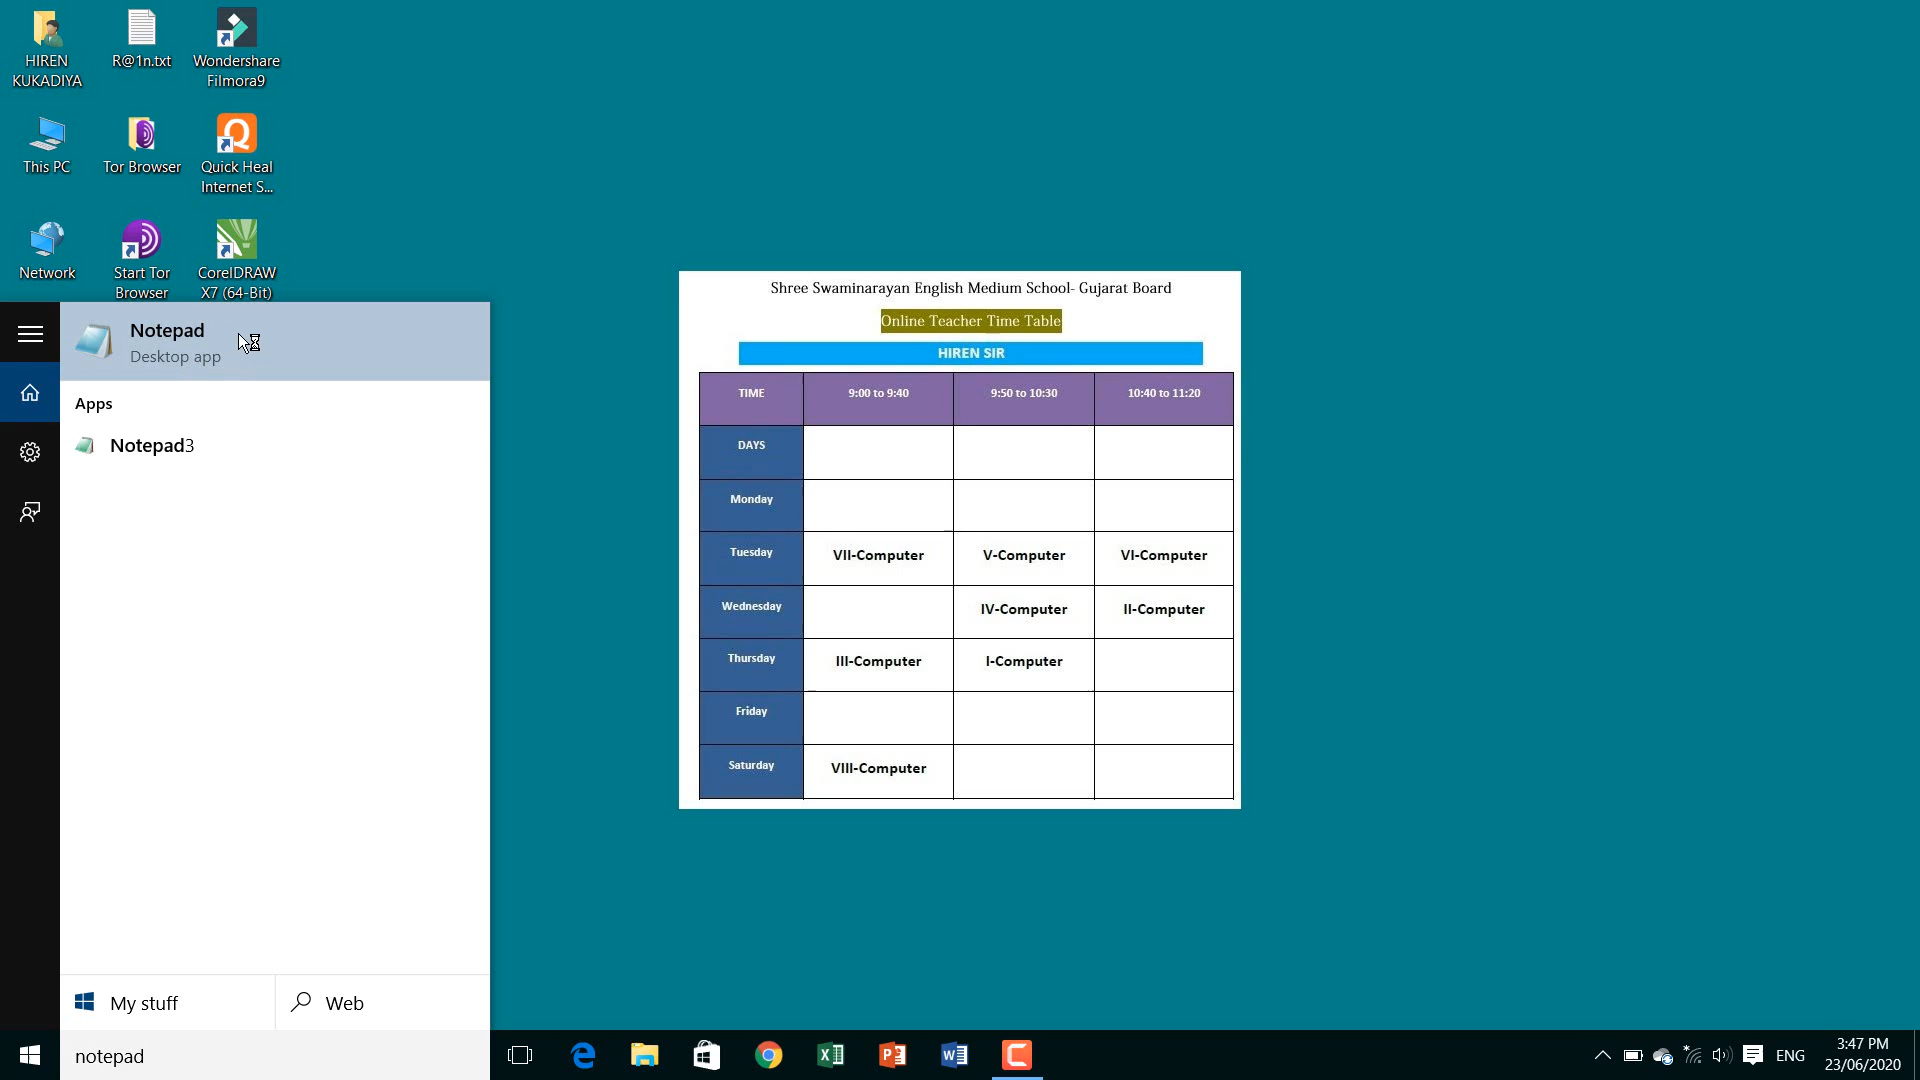 HIREN
KUKADIYA
R@1n.txt
Wondershare
Filmora9
This PC
Tor Browser
Quick Heal
Internet S...
Network
Start Tor
Browser
CorelDRAW
X7 (64-Bit)
Notepad
Desktop app
Apps
Notepad3
My stuff
Web
notepad
Shree Swaminarayan English Medium School- Gujarat Board
Online Teacher Time Table
HIREN SIR
TIME 9:00 to 9:40 9:50 to 10:30 10:40 to 11:20
DAYS
Monday
Tuesday VII-Computer V-Computer VI-Computer
Wednesday IV-Computer II-Computer
Thursday III-Computer I-Computer
Friday
Saturday VIII-Computer
ENG
3:47 PM
23/06/2020